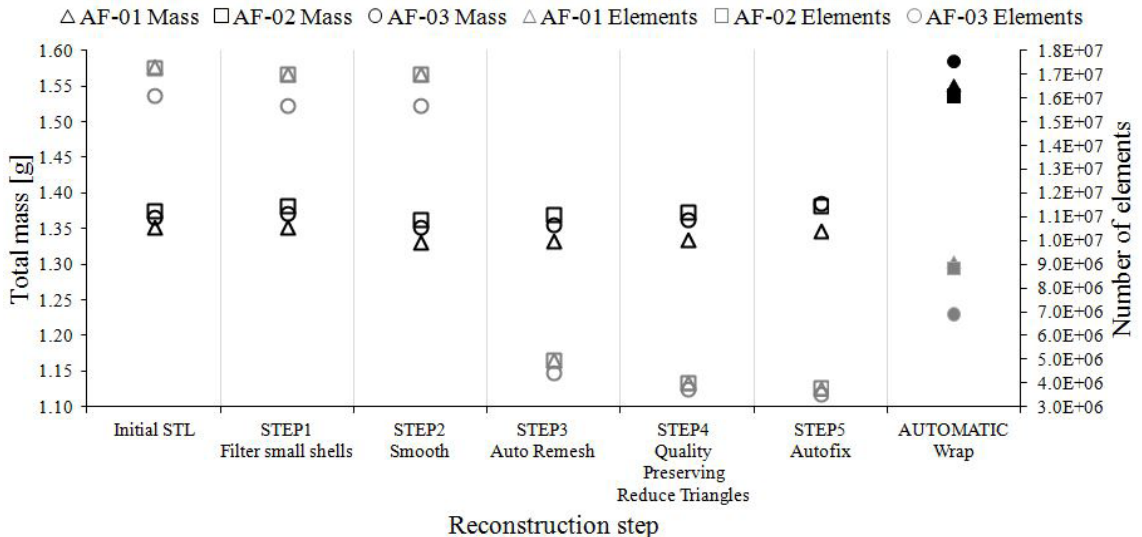 AF-01 Mass AF-02 Mass AF-03 Mass AF-01 Elements AF-02 Elements AF-03 Elements
Total mass [g]
1.60
1.55
1.50
1.45
1.40
1.35
1.30
1.25
1.20
1.15
1.10
1.8E+07
1.7E+07
1.6E+07
1.5E+07
1.4E+07
1.3E+07
1.2E+07
1.1E+07
1.0E+07
9.0E+06
8.0E+06
7.0E+06
6.0E+06
5.0E+06
4.0E+06
3.0E+06
Number of elements
Initial STL
STEP1
Filter small shells
STEP2
Smooth
STEP3
Auto Remesh
STEP4
Quality
Preserving
Reduce Triangles
STEP5
Autofix
AUTOMATIC
Wrap
Reconstruction step